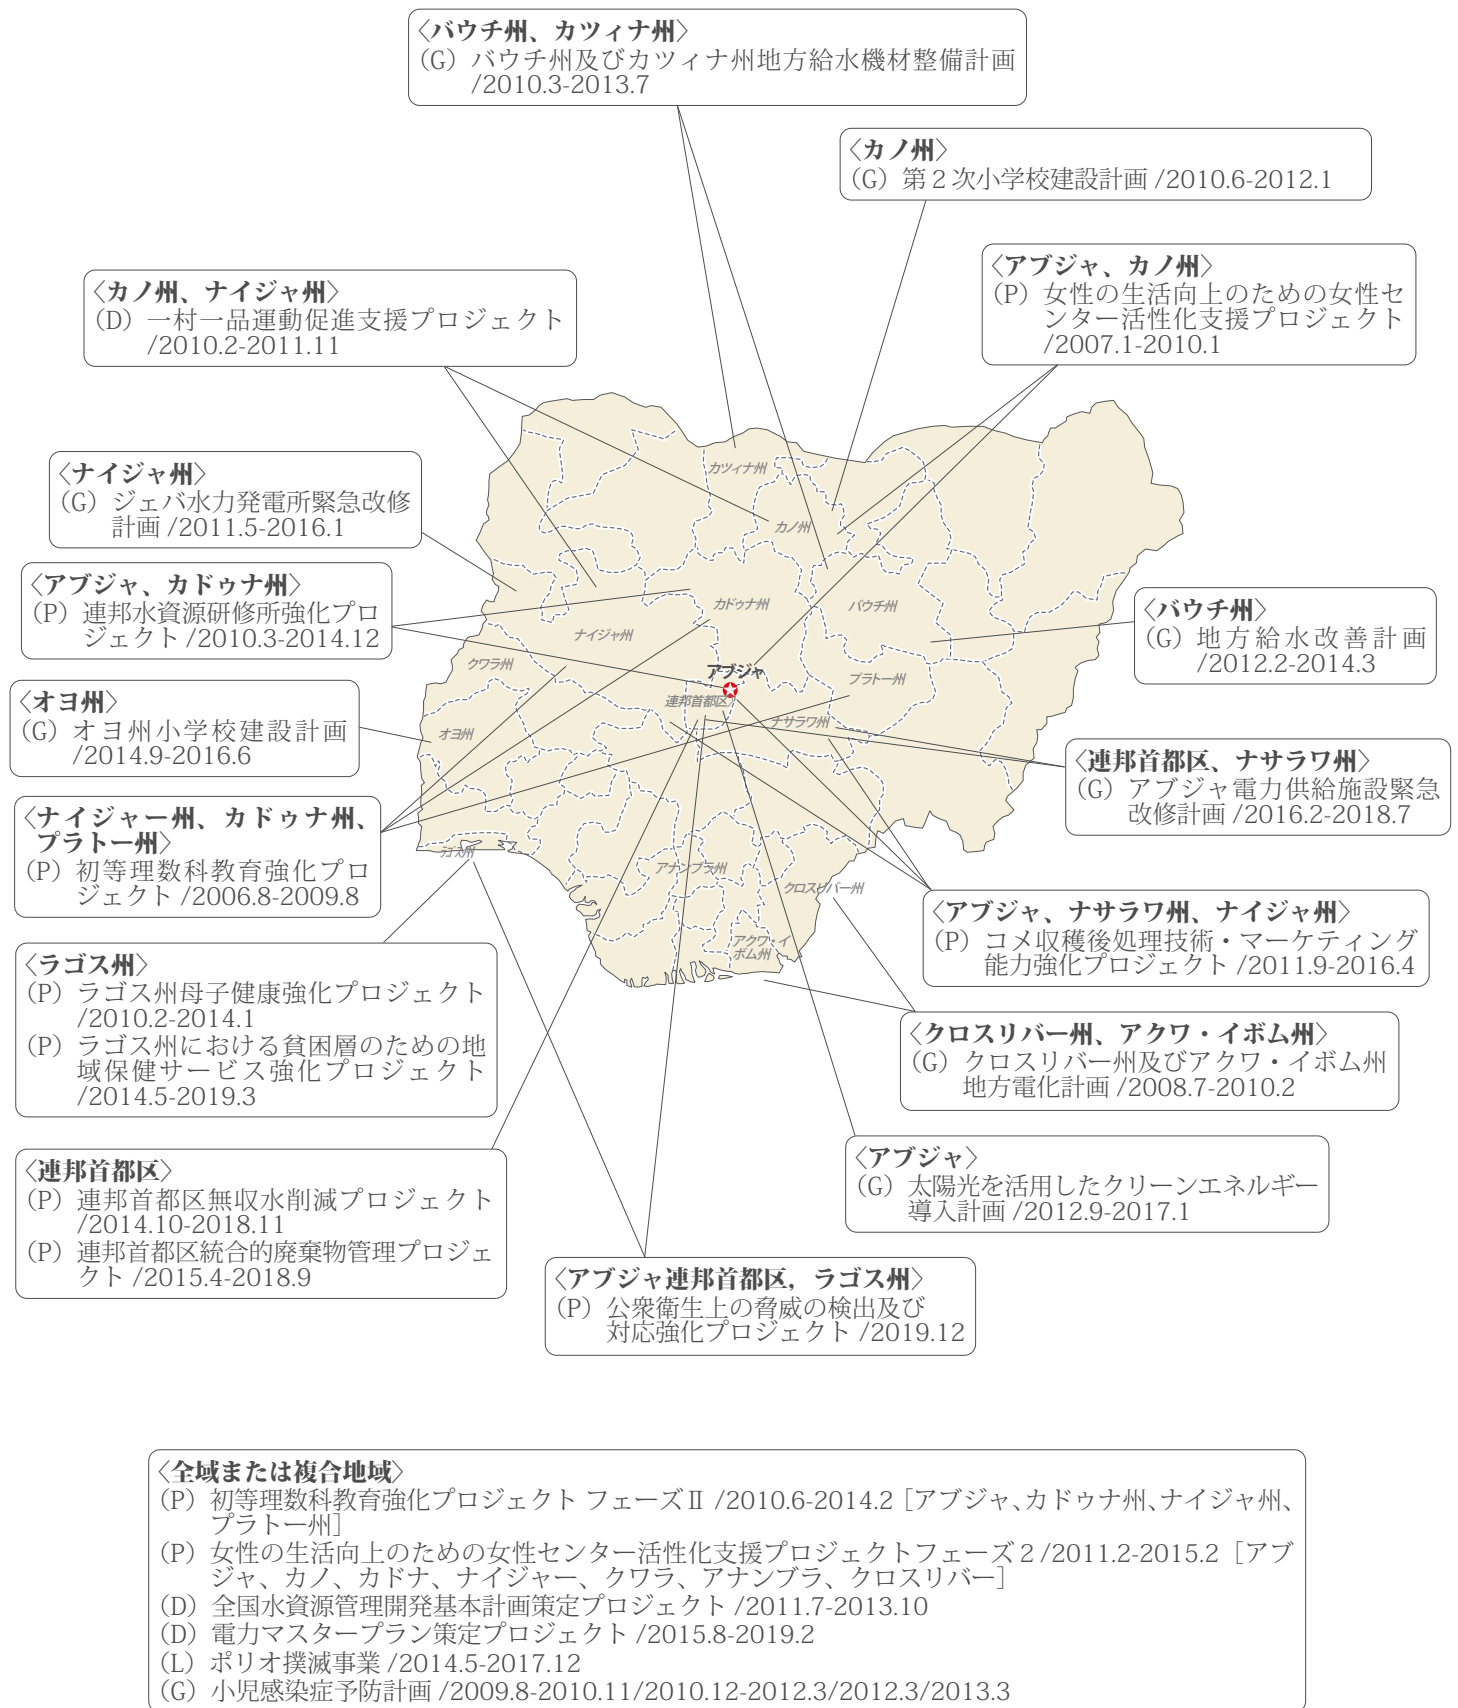 〈バウチ州、カツィナ州〉
(G) バウチ州及びカツィナ州地方給水機材整備計画
/2010.3-2013.7
〈カノ州〉
(G) 第２次小学校建設計画 /2010.6-2012.1
〈アブジャ、カノ州〉
(P) 女性の生活向上のための女性セ
ンター活性化支援プロジェクト
/2007.1-2010.1
〈カノ州、ナイジャ州〉
(D) 一村一品運動促進支援プロジェクト
/2010.2-2011.11
〈ナイジャ州〉
(G) ジェバ水力発電所緊急改修
計画 /2011.5-2016.1
〈アブジャ、カドゥナ州〉
(P) 連邦水資源研修所強化プロ
ジェクト /2010.3-2014.12
〈オヨ州〉
(G) オヨ州小学校建設計画
/2014.9-2016.6
〈ナイジャー州、カドゥナ州、
プラトー州〉
(P) 初等理数科教育強化プロ
ジェクト /2006.8-2009.8
〈ラゴス州〉
(P) ラゴス州母子健康強化プロジェクト
/2010.2-2014.1
(P) ラゴス州における貧困層のための地
域保健サービス強化プロジェクト
/2014.5-2019.3
〈連邦首都区〉
(P) 連邦首都区無収水削減プロジェクト
/2014.10-2018.11
(P) 連邦首都区統合的廃棄物管理プロジェ
クト /2015.4-2018.9
カツィナ州
カノ州
カドゥナ州
バウチ州
ナイジャ州
クワラ州
アブジャ
プラトー州
連邦首都区
ナサラワ州
オヨ州
ラゴス州
アナンブラ州
クロスリバー州
アクワ・イ
ボム州
〈バウチ州〉
(G) 地方給水改善計画
/2012.2-2014.3
〈連邦首都区、ナサラワ州〉
(G) アブジャ電力供給施設緊急
改修計画 /2016.2-2018.7
〈アブジャ、ナサラワ州、ナイジャ州〉
(P) コメ収穫後処理技術・マーケティング
能力強化プロジェクト /2011.9-2016.4
〈クロスリバー州、アクワ・イボム州〉
(G) クロスリバー州及びアクワ・イボム州
地方電化計画 /2008.7-2010.2
〈アブジャ〉
(G) 太陽光を活用したクリーンエネルギー
導入計画 /2012.9-2017.1
〈アブジャ連邦首都区，ラゴス州〉
(P) 公衆衛生上の脅威の検出及び
対応強化プロジェクト /2019.12
〈全域または複合地域〉
(P) 初等理数科教育強化プロジェクト フェーズⅡ /2010.6-2014.2［アブジャ、カドゥナ州、ナイジャ州、
プラトー州］
(P) 女性の生活向上のための女性センター活性化支援プロジェクトフェーズ２/2011.2-2015.2［アブ
ジャ、カノ、カドナ、ナイジャー、クワラ、アナンブラ、クロスリバー］
(D) 全国水資源管理開発基本計画策定プロジェクト /2011.7-2013.10
(D) 電力マスタープラン策定プロジェクト /2015.8-2019.2
(L) ポリオ撲滅事業 /2014.5-2017.12
(G) 小児感染症予防計画 /2009.8-2010.11/2010.12-2012.3/2012.3/2013.3